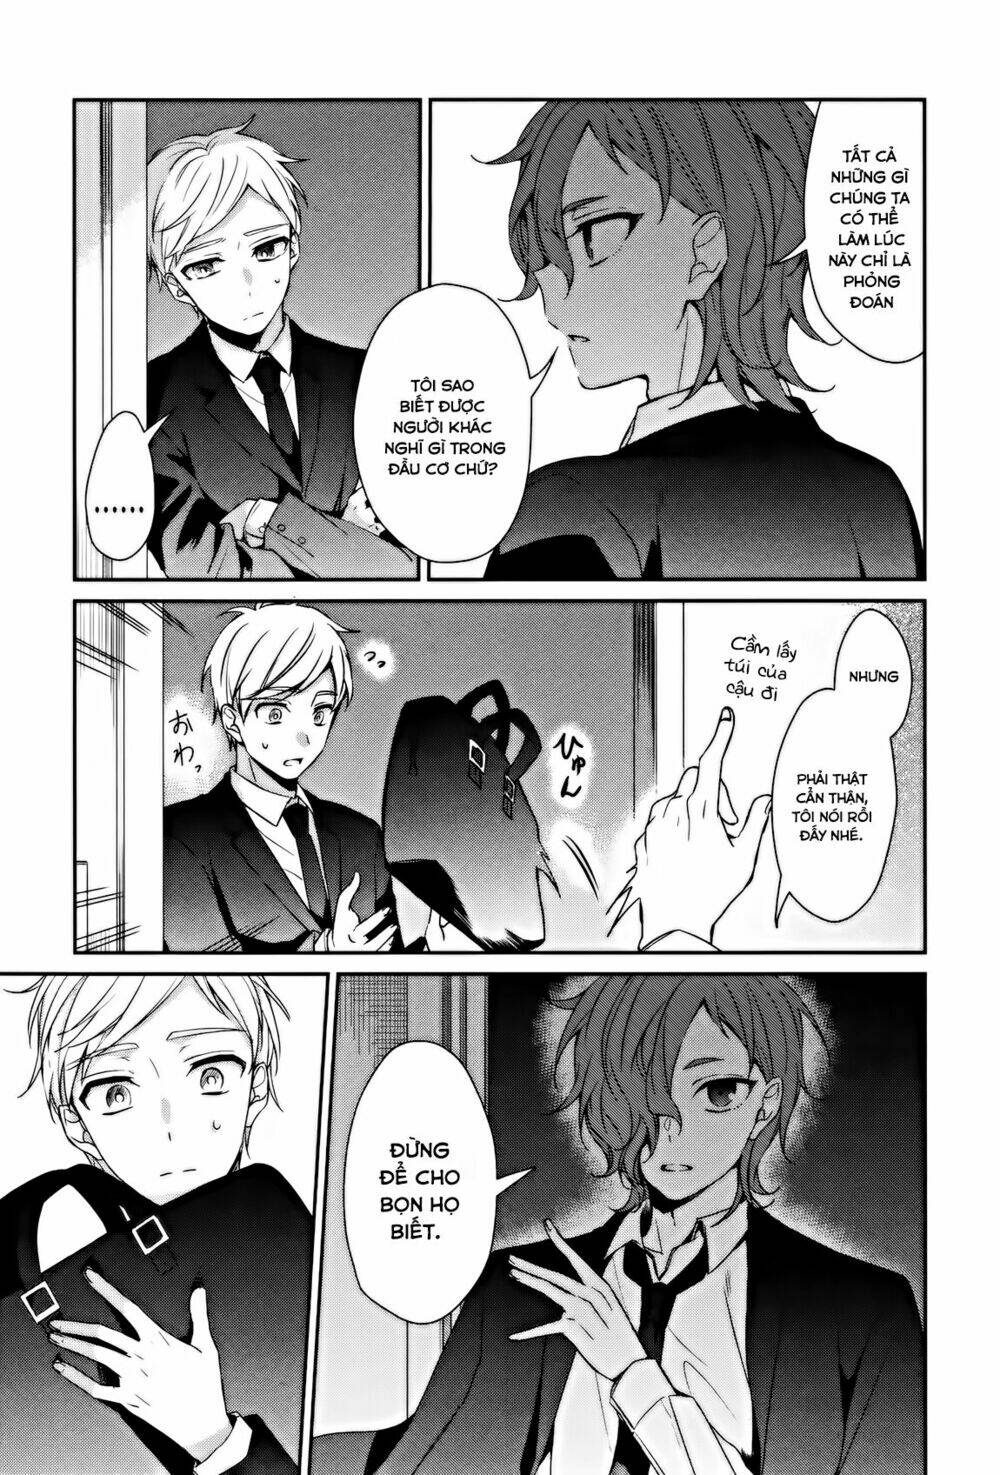 TẤT CẢ
NHỮNG GÌ
CHÚNG TA
CÓ THỂ
LÀM LÚC
NÀY CHỈ LÀ
PHỎNG
ĐOÁN
TÔI SAO
BIẾT ĐƯỢC
NGƯỜI KHÁC
NGHĨ GÌ TRONG
ĐẦU CƠ CHỨ?
......
NHƯNG
PHẢI THẬT
CẨN THẬN,
TÔI NÓI RỒI
ĐẤY NHÉ.
Cầm lấy
túi của
cậu đi
ひゅん
おわっ
ĐỪNG
ĐỂ CHO
BỌN HỌ
BIẾT.